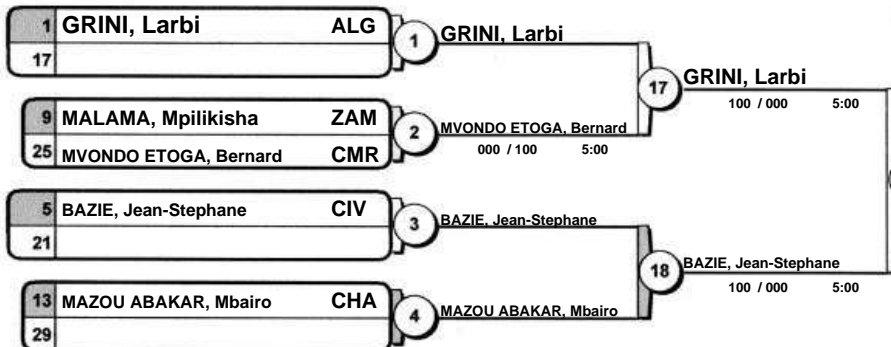 1 GRINI, Larbi ALG
17
1 GRINI, Larbi
9 MALAMA, Mpilikisha ZAM
25 MVONDO ETOGA, Bernard CMR
2 MVONDO ETOGA, Bernard
000 / 100 5:00
17 GRINI, Larbi
100 / 000 5:00
5 BAZIE, Jean-Stephane CIV
21
3 BAZIE, Jean-Stephane
13 MAZOU ABAKAR, Mbairo CHA
29
4 MAZOU ABAKAR, Mbairo
18 BAZIE, Jean-Stephane
100 / 000 5:00